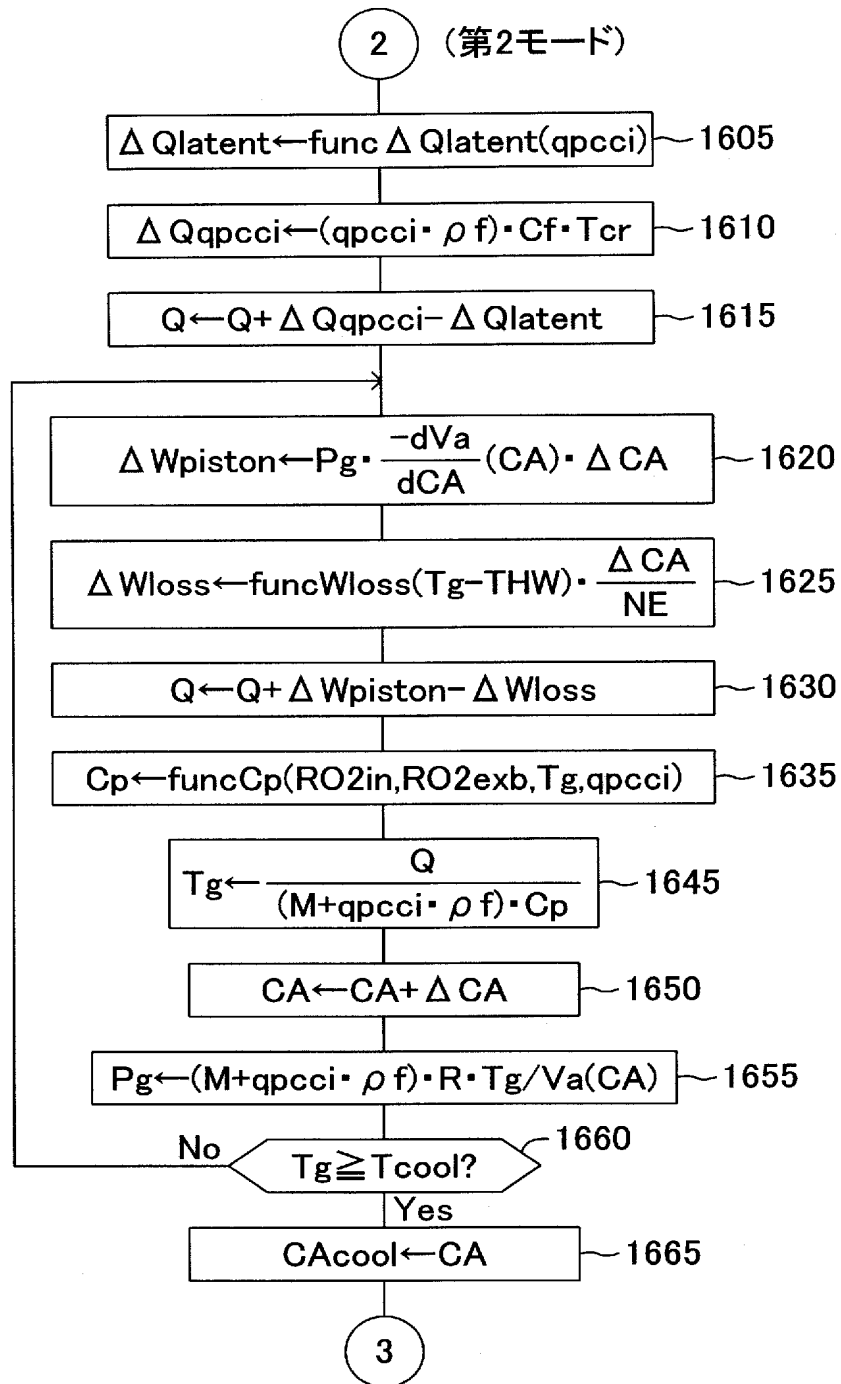 2 (第2モード)
ΔQlatent←funcΔQlatent(qpcci) 1605
ΔQqpcci←(qpcci・ρf)・Cf・Tcr 1610
Q←Q+ΔQqpcci-ΔQlatent 1615
ΔWpiston←Pg・-dVa/dCA(CA)・ΔCA 1620
ΔWloss←funcWloss(Tg-THW)・ΔCA/NE 1625
Q←Q+ΔWpiston-ΔWloss 1630
Cp←funcCp(RO2in,RO2exb,Tg,qpcci) 1635
Tg←Q/(M+qpcci・ρf)・Cp 1645
CA←CA+ΔCA 1650
Pg←(M+qpcci・ρf)・R・Tg/Va(CA) 1655
No Tg≧Tcool? 1660
Yes
CAcool←CA 1665
3